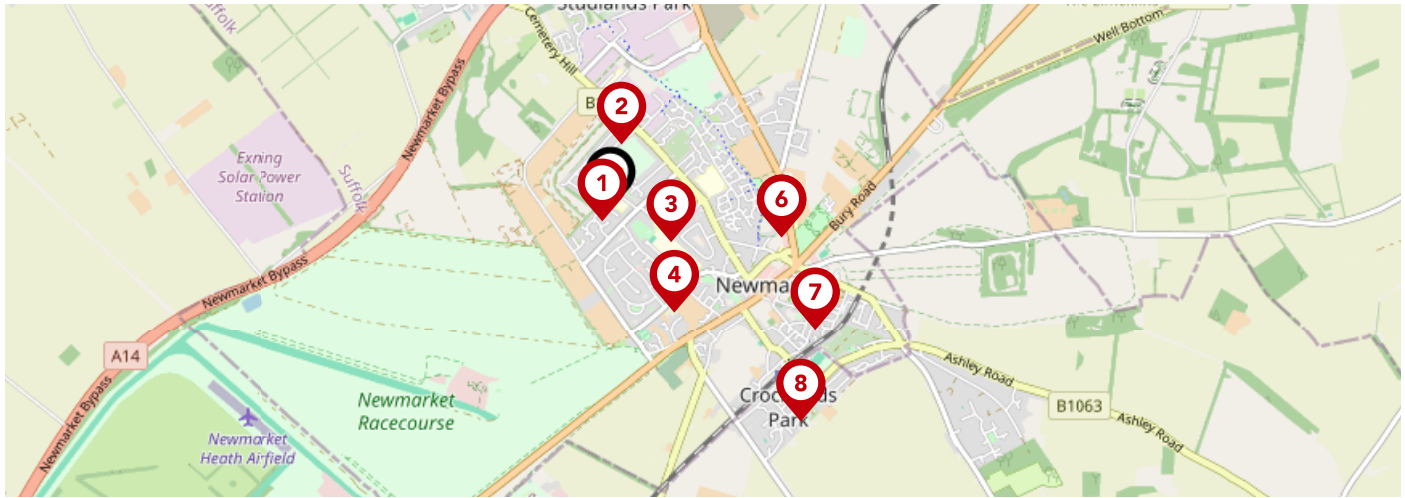 Studlands Park
Suffolk
Cemetery Hill
Well Bottom
Newmarket Bypass
B
2
Exning
Solar Power
Station
Suffolk
1
3
6
Bury Road
4
Newmarket Bypass
Newma
7
A14
Ashley Road
8
Newmarket
Racecourse
Croc ds
Park
B1063
Newmarket Bypass
Ashley Road
Newmarket
Heath Airfield